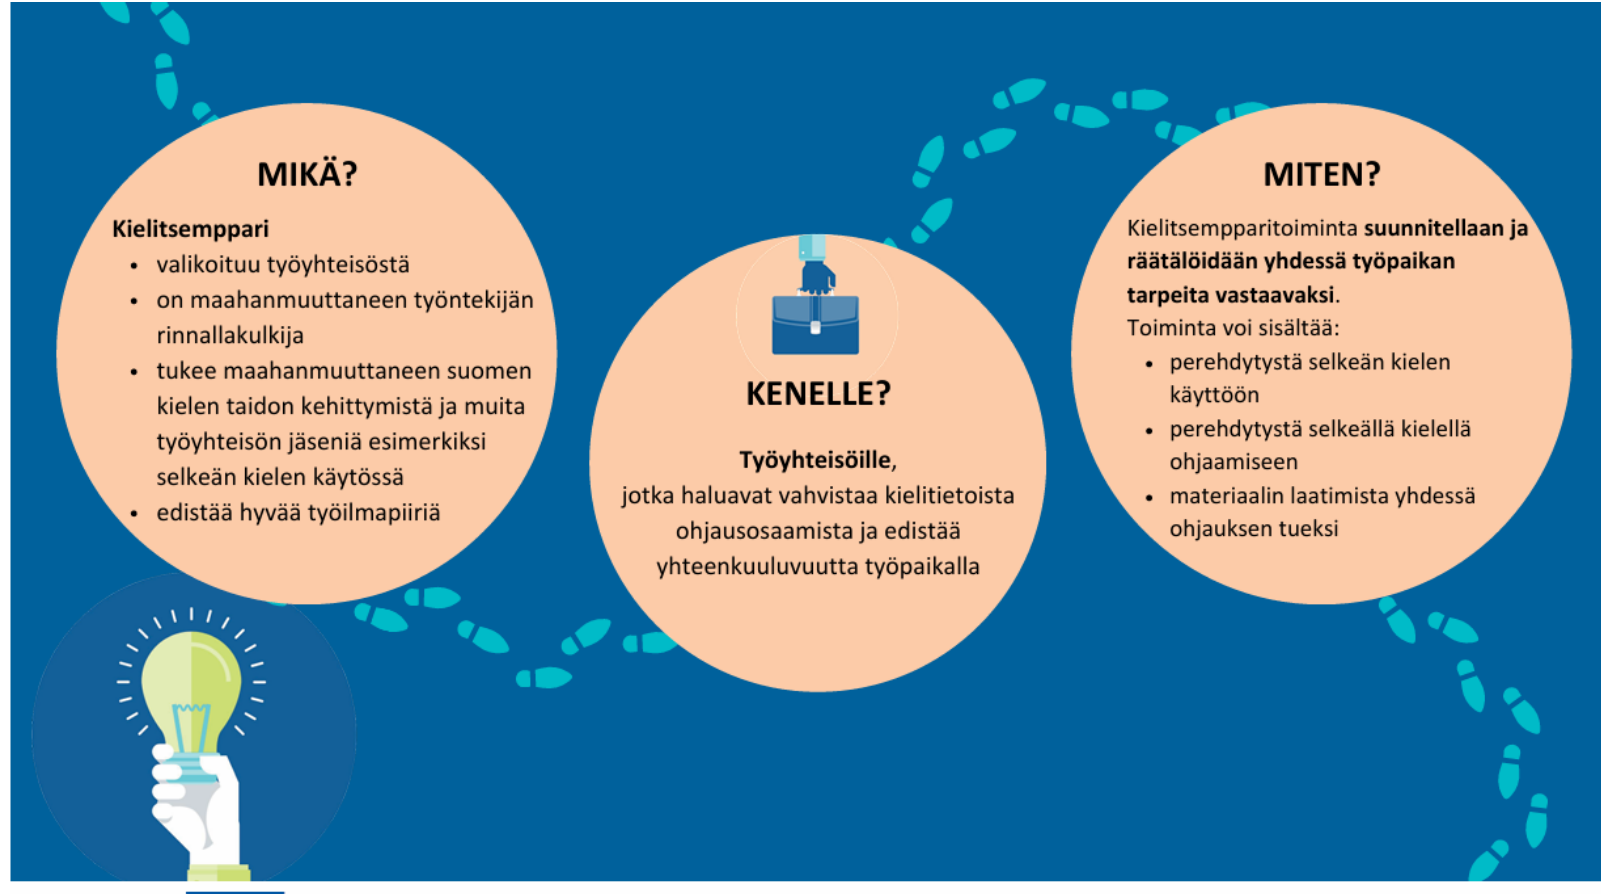 MIKÄ?
Kielitsemppari
• valikoituu työyhteisöstä
• on maahanmuuttaneen työntekijän
rinnallakulkija
• tukee maahanmuuttaneen suomen
kielen taidon kehittymistä ja muita
työyhteisön jäseniä esimerkiksi
selkeän kielen käytössä
• edistää hyvää työilmapiiriä
KENELLE?
Työyhteisöille,
jotka haluavat vahvistaa kielitietoista
ohjausosaamista ja edistää
yhteenkuuluvuutta työpaikalla
MITEN?
Kielitsempparitoiminta suunnitellaan ja
räätälöidään yhdessä työpaikan
tarpeita vastaavaksi.
Toiminta voi sisältää:
• perehdytystä selkeän kielen
käyttöön
• perehdytystä selkeällä kielellä
ohjaamiseen
• materiaalin laatimista yhdessä
ohjauksen tueksi